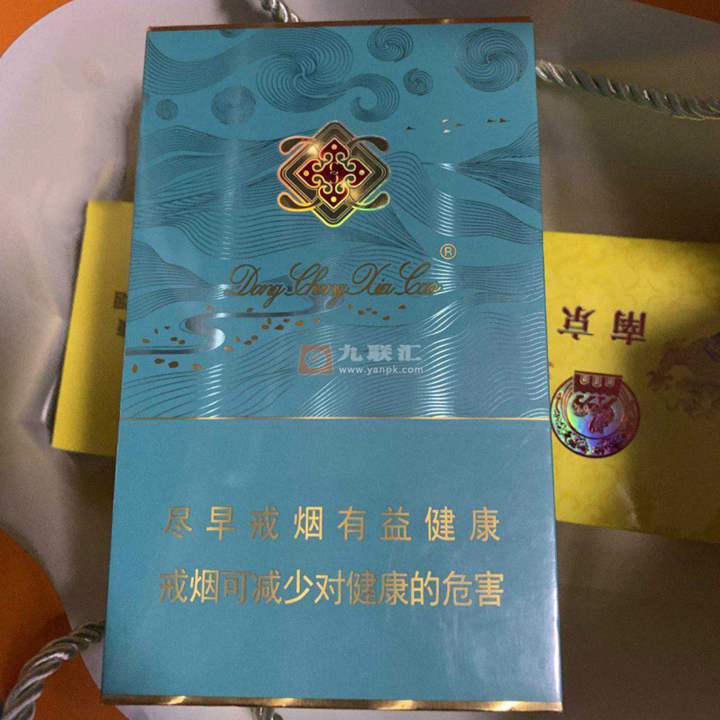 Dong Chong Xia Cao
®
九联汇
www.yanpk.com
南京
尽早戒烟有益健康
戒烟可减少对健康的危害